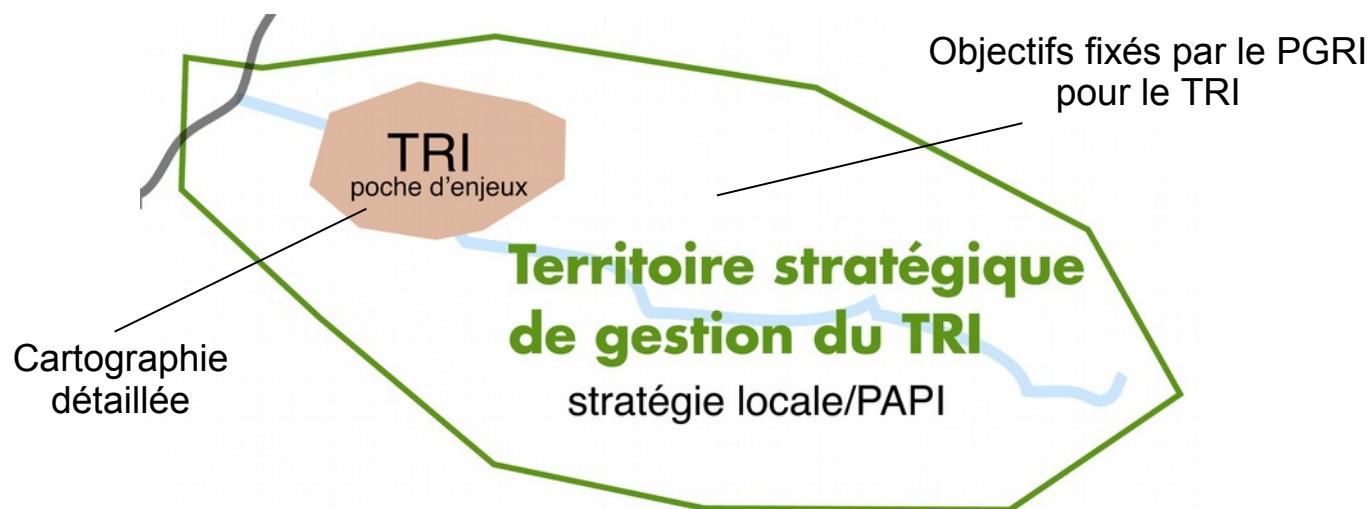 Objectifs fixés par le PGRI
pour le TRI
TRI
poche d'enjeux
Territoire stratégique
de gestion du TRI
stratégie locale/PAPI
Cartographie
détaillée